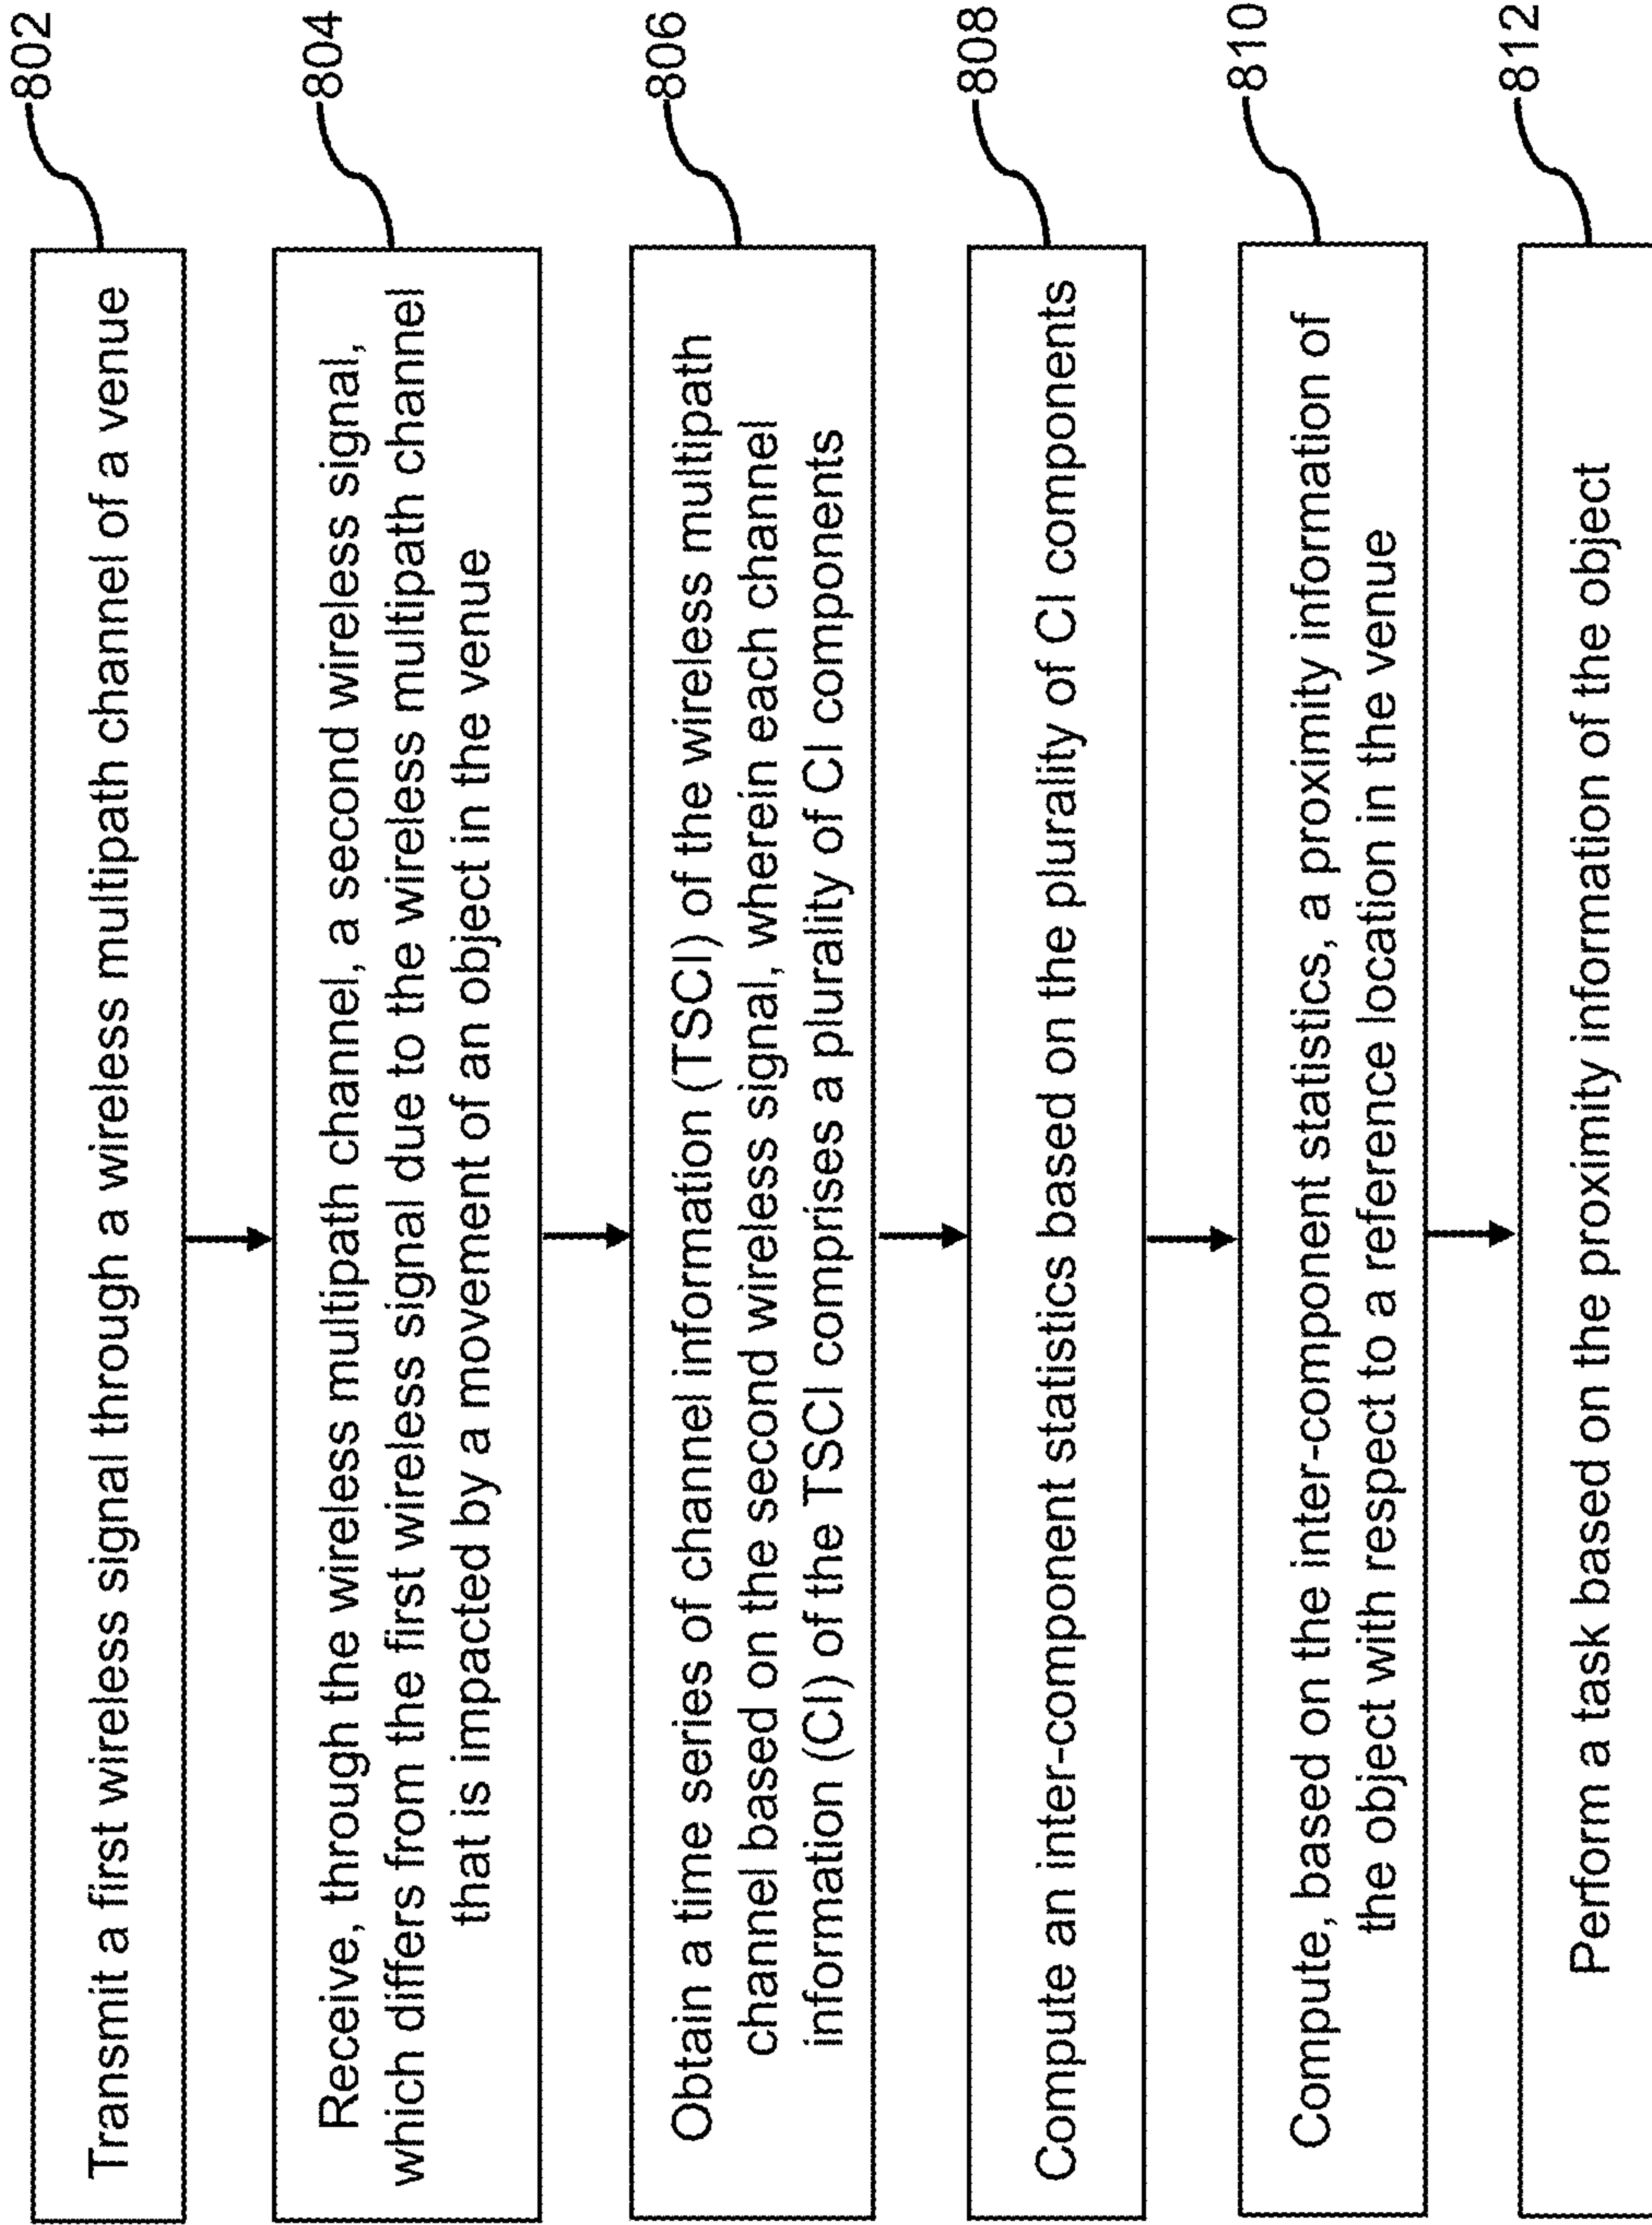 802
Transmit a first wireless signal through a wireless multipath channel of a venue
804
Receive, through the wireless multipath channel, a second wireless signal,
which differs from the first wireless signal due to the wireless multipath channel
that is impacted by a movement of an object in the venue
806
Obtain a time series of channel information (TSCI) of the wireless multipath
channel based on the second wireless signal, wherein each channel
information (CI) of the TSCI comprises a plurality of CI components
808
Compute an inter-component statistics based on the plurality of CI components
810
Compute, based on the inter-component statistics, a proximity information of
the object with respect to a reference location in the venue
812
Perform a task based on the proximity information of the object